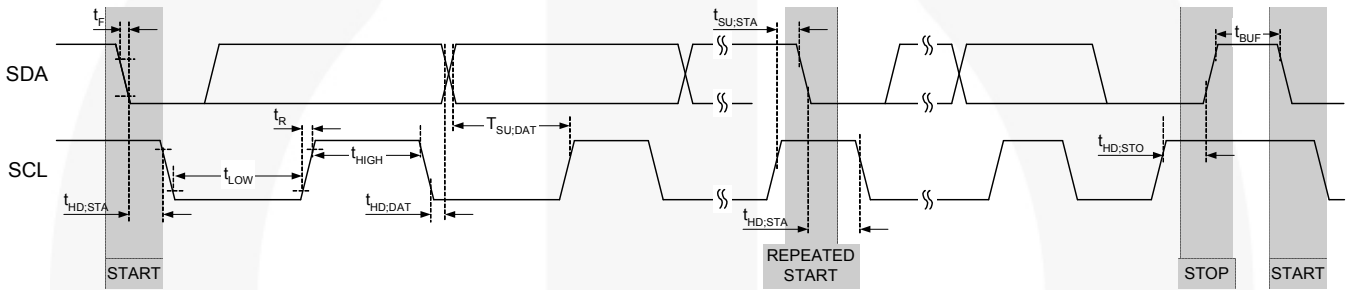 tF
tSU;STA
tBUF
SDA
tR
TSU;DAT
tHIGH
tHD;STO
SCL
tLOW
tHD;STA
tHD;DAT
tHD;STA
START
REPEATED
START
STOP
START